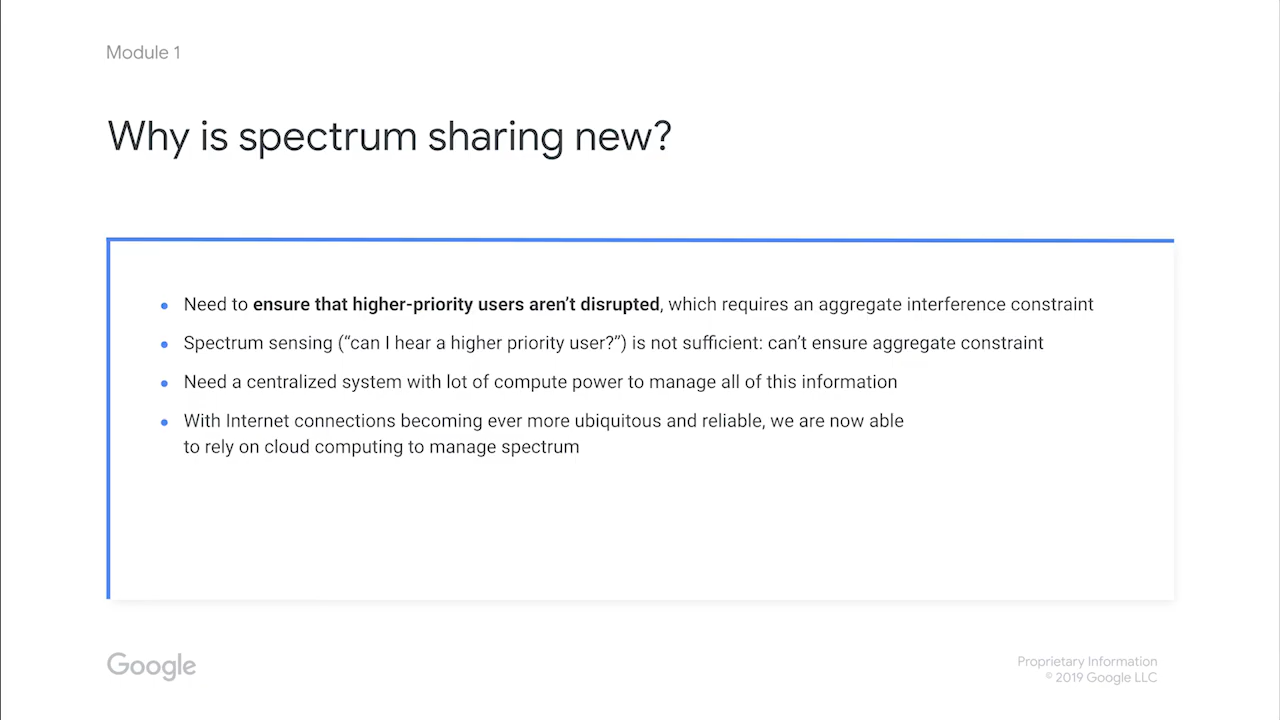 Module 1
Why is spectrum sharing new?
• Need to ensure that higher-priority users aren’t disrupted, which requires an aggregate interference constraint
• Spectrum sensing (“can I hear a higher priority user?”) is not sufficient: can’t ensure aggregate constraint
• Need a centralized system with lot of compute power to manage all of this information
• With Internet connections becoming ever more ubiquitous and reliable, we are now able
to rely on cloud computing to manage spectrum
Google
Proprietary Information
© 2019 Google LLC